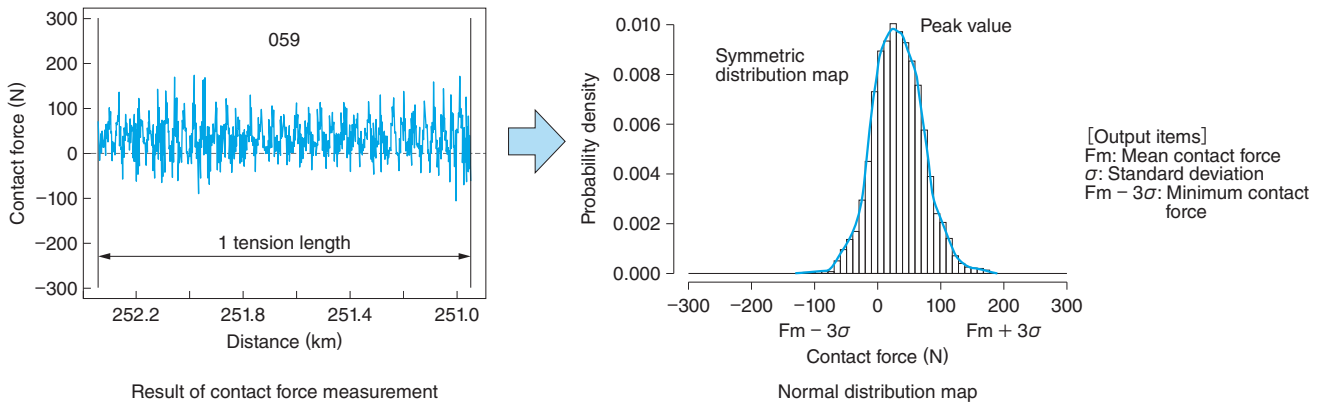 300
200
100
0
−100
−200
−300
Contact force (N)
059
1 tension length
252.2
251.8
251.4
251.0
Distance (km)
Result of contact force measurement
0.010
0.008
0.006
0.004
0.002
0.000
Probability density
Symmetric
distribution map
Peak value
−300
−200
−100
0
100
200
300
Fm − 3σ
Fm + 3σ
Contact force (N)
Normal distribution map
[Output items]
Fm: Mean contact force
σ: Standard deviation
Fm − 3σ: Minimum contact
force